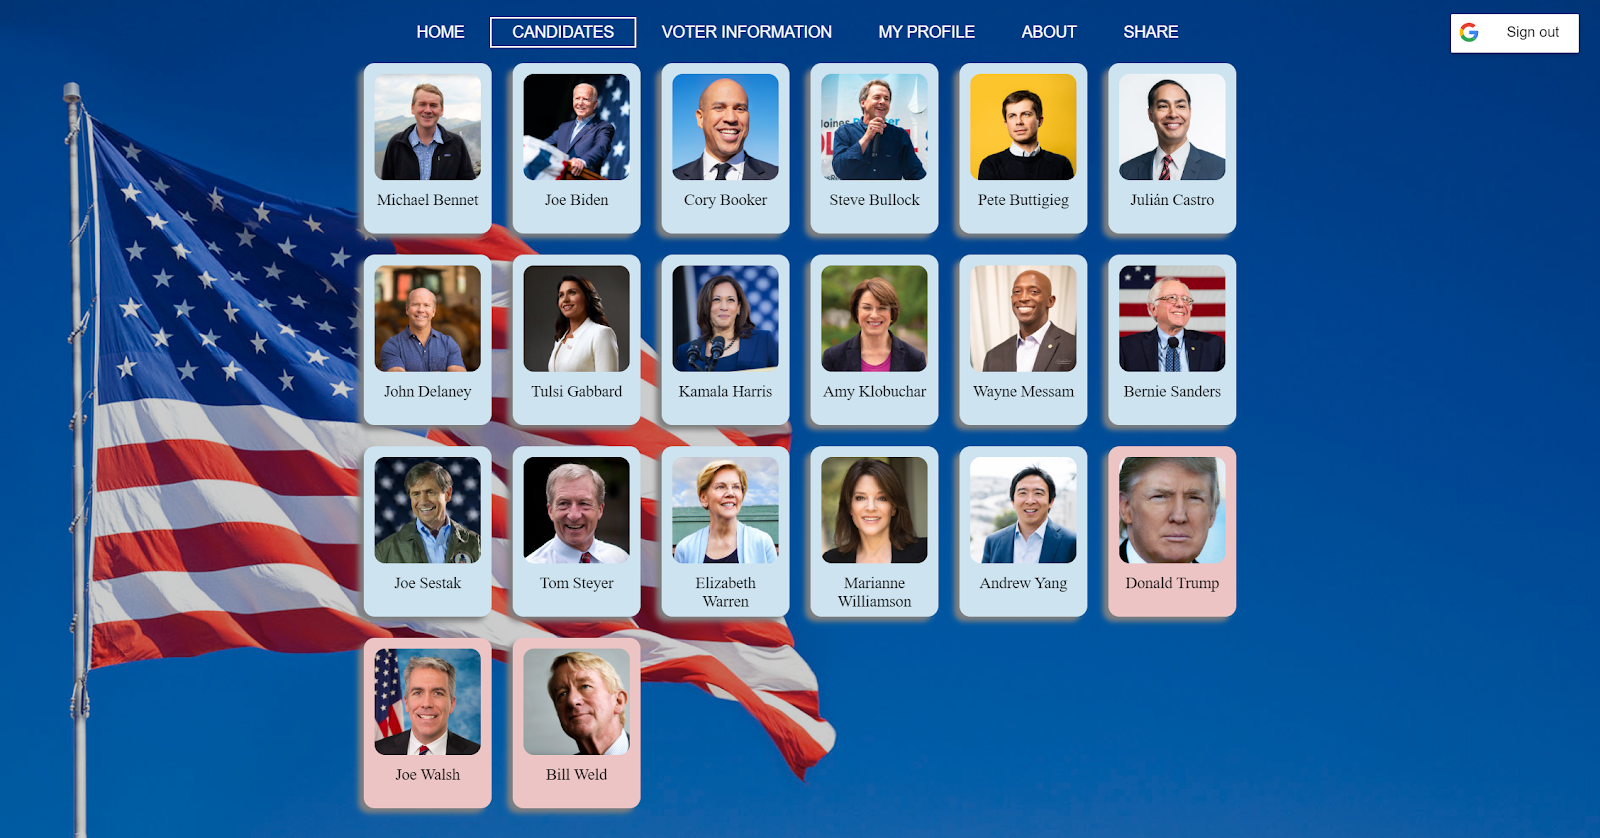 HOME CANDIDATES VOTER INFORMATION MY PROFILE ABOUT SHARE
Sign out
Michael Bennet
Joe Biden
Cory Booker
Steve Bullock
Pete Buttigieg
Julián Castro
John Delaney
Tulsi Gabbard
Kamala Harris
Amy Klobuchar
Wayne Messam
Bernie Sanders
Joe Sestak
Tom Steyer
Elizabeth
Warren
Marianne
Williamson
Andrew Yang
Donald Trump
Joe Walsh
Bill Weld